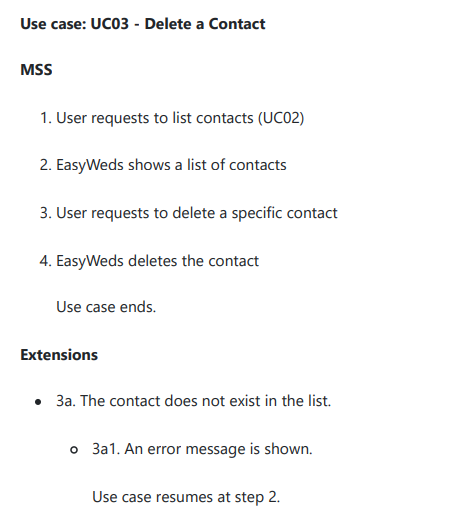 Use case: UC03 - Delete a Contact
MSS
1. User requests to list contacts (UC02)
2. EasyWeds shows a list of contacts
3. User requests to delete a specific contact
4. EasyWeds deletes the contact
Use case ends.
Extensions
• 3a. The contact does not exist in the list.
o 3a1. An error message is shown.
Use case resumes at step 2.